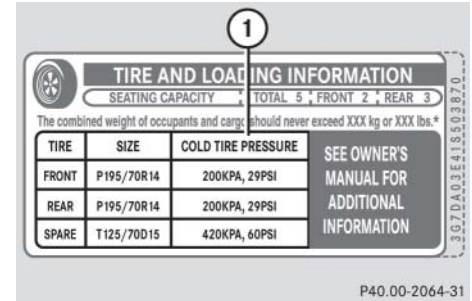 1
TIRE AND LOADING INFORMATION
SEATING CAPACITY TOTAL 5 FRONT 2 REAR 3
The combined weight of occupants and cargo should never exceed XXX kg or XXX lbs.*
TIRE SIZE COLD TIRE PRESSURE
FRONT P195/70R14 200KPA, 29PSI
REAR P195/70R14 200KPA, 29PSI
SPARE T125/70D15 420KPA, 60PSI
SEE OWNER'S
MANUAL FOR
ADDITIONAL
INFORMATION
3G7DA03E41S503870
P40.00-2064-31